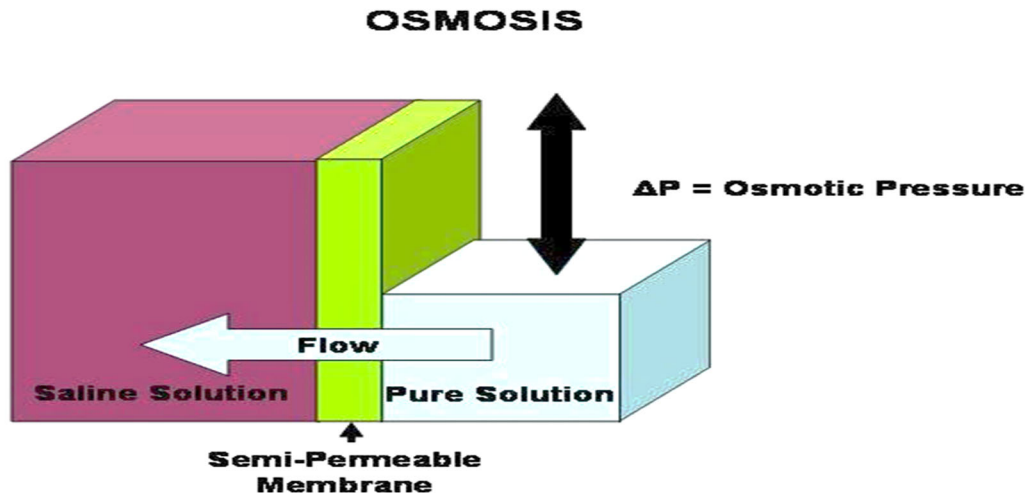 OSMOSIS
ΔP = Osmotic Pressure
Flow
Saline Solution
Pure Solution
Semi-Permeable
Membrane